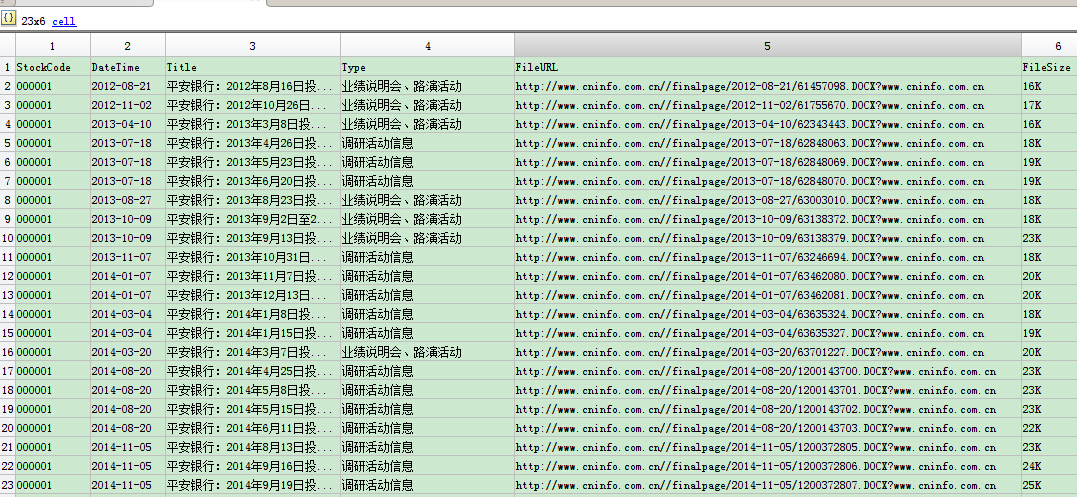 {} 23x6 cell
1 2 3 4 5 6
1 StockCode DateTime Title Type FileURL FileSize
2 000001 2012-08-21 平安银行：2012年8月16日投... 业绩说明会、路演活动 http://www.cninfo.com.cn//finalpage/2012-08-21/61457098.DOCX?www.cninfo.com.cn 16K
3 000001 2012-11-02 平安银行：2012年10月26日... 业绩说明会、路演活动 http://www.cninfo.com.cn//finalpage/2012-11-02/61755670.DOCX?www.cninfo.com.cn 17K
4 000001 2013-04-10 平安银行：2013年3月8日投... 业绩说明会、路演活动 http://www.cninfo.com.cn//finalpage/2013-04-10/62343443.DOCX?www.cninfo.com.cn 16K
5 000001 2013-07-18 平安银行：2013年4月26日投... 调研活动信息 http://www.cninfo.com.cn//finalpage/2013-07-18/62848063.DOCX?www.cninfo.com.cn 18K
6 000001 2013-07-18 平安银行：2013年5月23日投... 调研活动信息 http://www.cninfo.com.cn//finalpage/2013-07-18/62848069.DOCX?www.cninfo.com.cn 19K
7 000001 2013-07-18 平安银行：2013年6月20日投... 调研活动信息 http://www.cninfo.com.cn//finalpage/2013-07-18/62848070.DOCX?www.cninfo.com.cn 19K
8 000001 2013-08-27 平安银行：2013年8月23日投... 业绩说明会、路演活动 http://www.cninfo.com.cn//finalpage/2013-08-27/63003010.DOCX?www.cninfo.com.cn 18K
9 000001 2013-10-09 平安银行：2013年9月2日至2... 业绩说明会、路演活动 http://www.cninfo.com.cn//finalpage/2013-10-09/63138372.DOCX?www.cninfo.com.cn 18K
10 000001 2013-10-09 平安银行：2013年9月13日投... 业绩说明会、路演活动 http://www.cninfo.com.cn//finalpage/2013-10-09/63138379.DOCX?www.cninfo.com.cn 23K
11 000001 2013-11-07 平安银行：2013年10月31日... 调研活动信息 http://www.cninfo.com.cn//finalpage/2013-11-07/63246694.DOCX?www.cninfo.com.cn 18K
12 000001 2014-01-07 平安银行：2013年11月7日投... 调研活动信息 http://www.cninfo.com.cn//finalpage/2014-01-07/63462080.DOCX?www.cninfo.com.cn 20K
13 000001 2014-01-07 平安银行：2013年12月13日... 调研活动信息 http://www.cninfo.com.cn//finalpage/2014-01-07/63462081.DOCX?www.cninfo.com.cn 20K
14 000001 2014-03-04 平安银行：2014年1月8日投... 调研活动信息 http://www.cninfo.com.cn//finalpage/2014-03-04/63635324.DOCX?www.cninfo.com.cn 18K
15 000001 2014-03-04 平安银行：2014年1月15日投... 调研活动信息 http://www.cninfo.com.cn//finalpage/2014-03-04/63635327.DOCX?www.cninfo.com.cn 19K
16 000001 2014-03-20 平安银行：2014年3月7日投... 业绩说明会、路演活动 http://www.cninfo.com.cn//finalpage/2014-03-20/63701227.DOCX?www.cninfo.com.cn 20K
17 000001 2014-08-20 平安银行：2014年4月25日投... 调研活动信息 http://www.cninfo.com.cn//finalpage/2014-08-20/1200143700.DOCX?www.cninfo.com.cn 23K
18 000001 2014-08-20 平安银行：2014年5月8日投... 调研活动信息 http://www.cninfo.com.cn//finalpage/2014-08-20/1200143701.DOCX?www.cninfo.com.cn 23K
19 000001 2014-08-20 平安银行：2014年5月15日投... 调研活动信息 http://www.cninfo.com.cn//finalpage/2014-08-20/1200143702.DOCX?www.cninfo.com.cn 23K
20 000001 2014-08-20 平安银行：2014年6月11日投... 调研活动信息 http://www.cninfo.com.cn//finalpage/2014-08-20/1200143703.DOCX?www.cninfo.com.cn 22K
21 000001 2014-11-05 平安银行：2014年8月13日投... 调研活动信息 http://www.cninfo.com.cn//finalpage/2014-11-05/1200372805.DOCX?www.cninfo.com.cn 23K
22 000001 2014-11-05 平安银行：2014年9月16日投... 调研活动信息 http://www.cninfo.com.cn//finalpage/2014-11-05/1200372806.DOCX?www.cninfo.com.cn 24K
23 000001 2014-11-05 平安银行：2014年9月19日投... 调研活动信息 http://www.cninfo.com.cn//finalpage/2014-11-05/1200372807.DOCX?www.cninfo.com.cn 25K